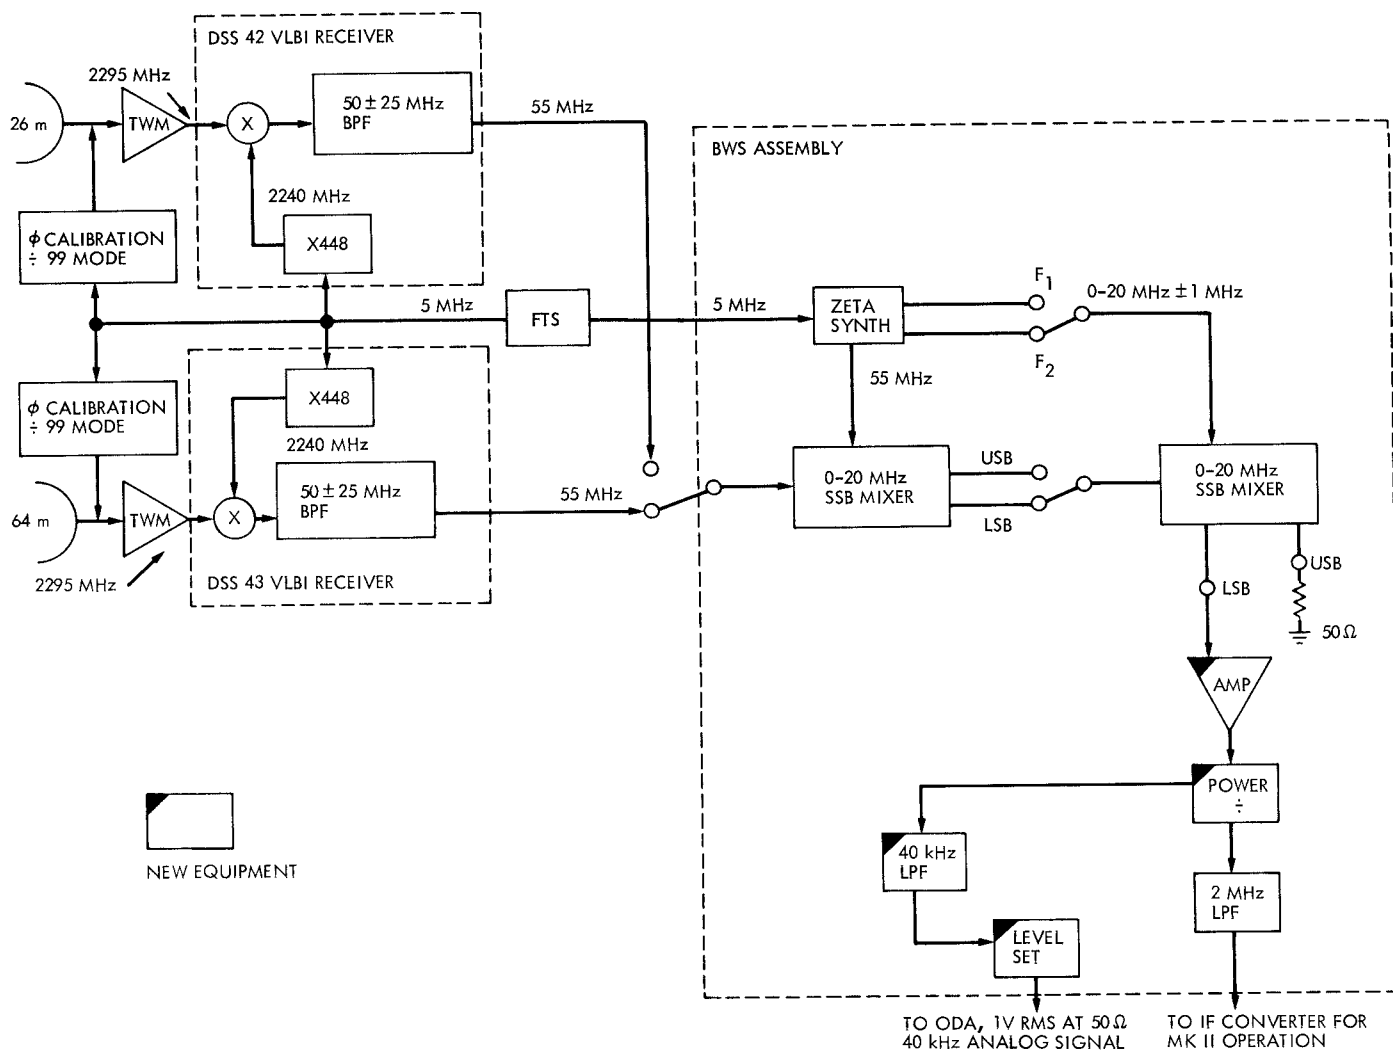 DSS 42 VLBI RECEIVER
2295 MHz
26 m
TWM
X
50 ± 25 MHz
BPF
55 MHz
BWS ASSEMBLY
2240 MHz
ϕ CALIBRATION
÷ 99 MODE
X448
5 MHz
FTS
5 MHz
ZETA
SYNTH
F1
0-20 MHz ± 1 MHz
F2
55 MHz
ϕ CALIBRATION
÷ 99 MODE
X448
2240 MHz
64 m
TWM
X
50 ± 25 MHz
BPF
55 MHz
0-20 MHz
SSB MIXER
USB
LSB
0-20 MHz
SSB MIXER
2295 MHz
DSS 43 VLBI RECEIVER
USB
LSB
50Ω
AMP
POWER
÷
40 kHz
LPF
2 MHz
LPF
NEW EQUIPMENT
LEVEL
SET
TO ODA, 1V RMS AT 50Ω
40 kHz ANALOG SIGNAL
TO IF CONVERTER FOR
MK II OPERATION